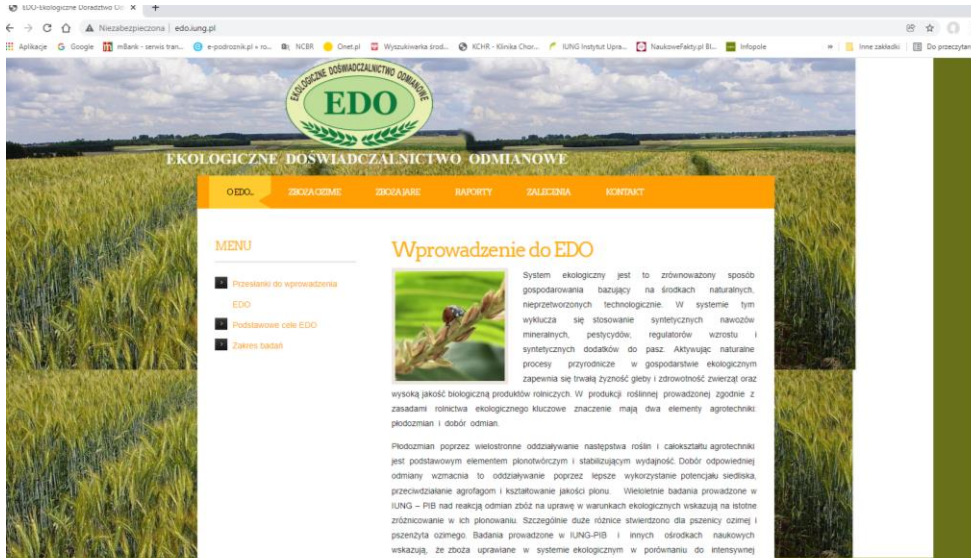 EDO-Ekologiczne Doradztwo Od
Niezabezpieczona | edo.iung.pl
Aplikacje Google mBank - serwis tran... e-podroznik.pl « ro... NCBR Onet.pl Wyszukiwarka środ... KCHR - Klinika Chor... IUNG Instytut Upra... NaukoweFakty.pl Bl... Infopole » Inne zakładki Do przeczytan
EKOLOGICZNE DOŚWIADCZALNICTWO ODMIANOWE
EDO
EKOLOGICZNE DOŚWIADCZALNICTWO ODMIANOWE
O EDO... ZBOŻA OZIME ZBOŻA JARE RAPORTY ZALECENIA KONTAKT
MENU
Przesłanki do wprowadzenia
EDO
Podstawowe cele EDO
Zakres badań
Wprowadzenie do EDO
System ekologiczny jest to zrównoważony sposób
gospodarowania bazujący na środkach naturalnych,
nieprzetworzonych technologicznie. W systemie tym
wyklucza się stosowanie syntetycznych nawozów
mineralnych, pestycydów, regulatorów wzrostu i
syntetycznych dodatków do pasz. Aktywując naturalne
procesy przyrodnicze w gospodarstwie ekologicznym
zapewnia się trwałą żyzność gleby i zdrowotność zwierząt oraz
wysoką jakość biologiczną produktów rolniczych. W produkcji roślinnej prowadzonej zgodnie z
zasadami rolnictwa ekologicznego kluczowe znaczenie mają dwa elementy agrotechniki:
płodozmian i dobór odmian.
Płodozmian poprzez wielostronne oddziaływanie następstwa roślin i całokształtu agrotechniki
jest podstawowym elementem plonotwórczym i stabilizującym wydajność. Dobór odpowiedniej
odmiany wzmacnia to oddziaływanie poprzez lepsze wykorzystanie potencjału siedliska,
przeciwdziałanie agrofagom i kształtowanie jakości plonu. Wieloletnie badania prowadzone w
IUNG – PIB nad reakcją odmian zbóż na uprawę w warunkach ekologicznych wskazują na istotne
zróżnicowanie w ich plonowaniu. Szczególnie duże różnice stwierdzono dla pszenicy ozimej i
pszenżyta ozimego. Badania prowadzone w IUNG-PIB i innych ośrodkach naukowych
wskazują, że zboża uprawiane w systemie ekologicznym w porównaniu do intensywnej